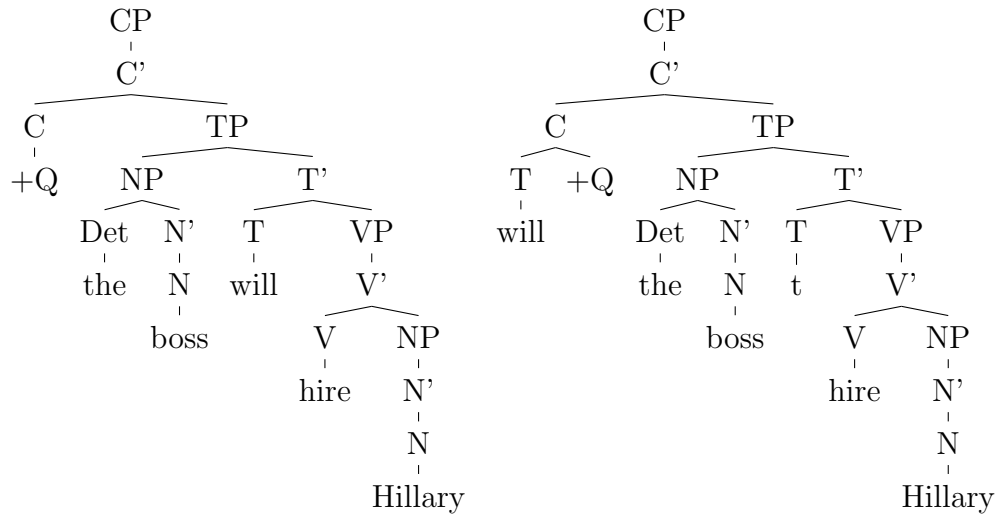 CP CP
C' C'
C TP C TP
+Q NP T' T +Q NP T'
Det N' T VP will Det N' T VP
the N will V' the N t V'
boss V NP boss V NP
hire N' hire N'
N N
Hillary Hillary